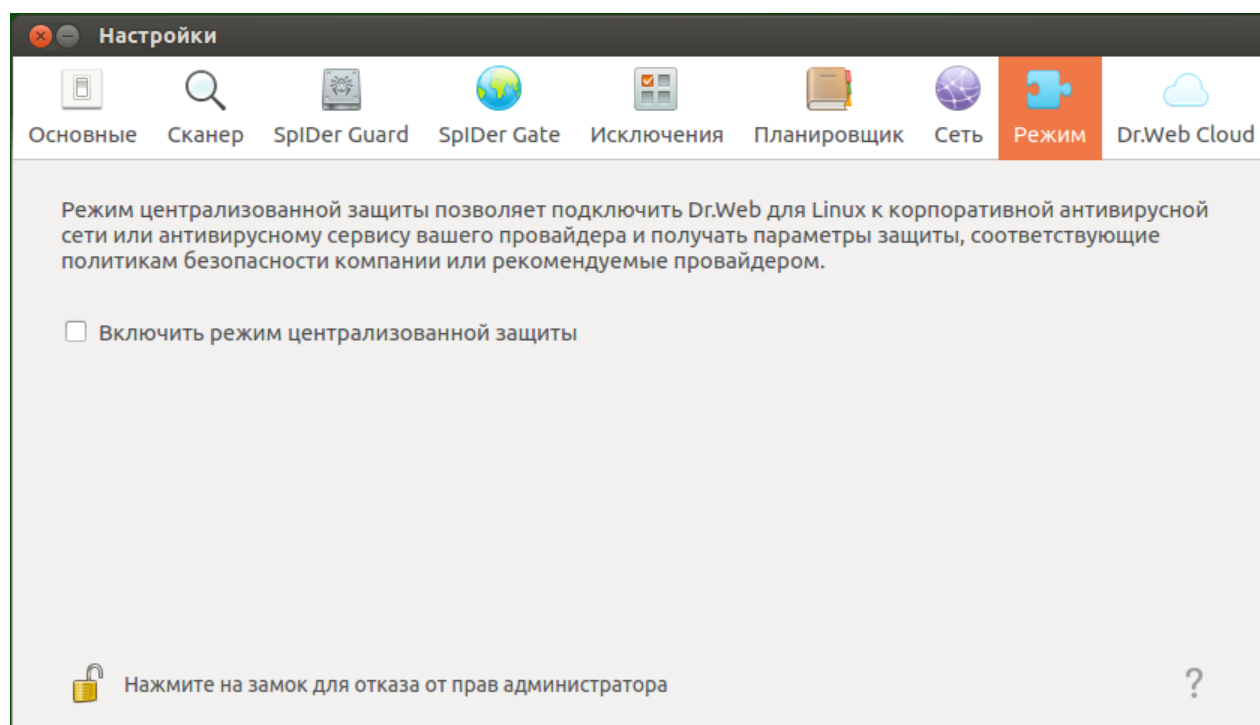 Настройки
Основные
Сканер
SpIDer Guard
SpIDer Gate
Исключения
Планировщик
Сеть
Режим
Dr.Web Cloud
Режим централизованной защиты позволяет подключить Dr.Web для Linux к корпоративной антивирусной
сети или антивирусному сервису вашего провайдера и получать параметры защиты, соответствующие
политикам безопасности компании или рекомендуемые провайдером.
Включить режим централизованной защиты
Нажмите на замок для отказа от прав администратора
?